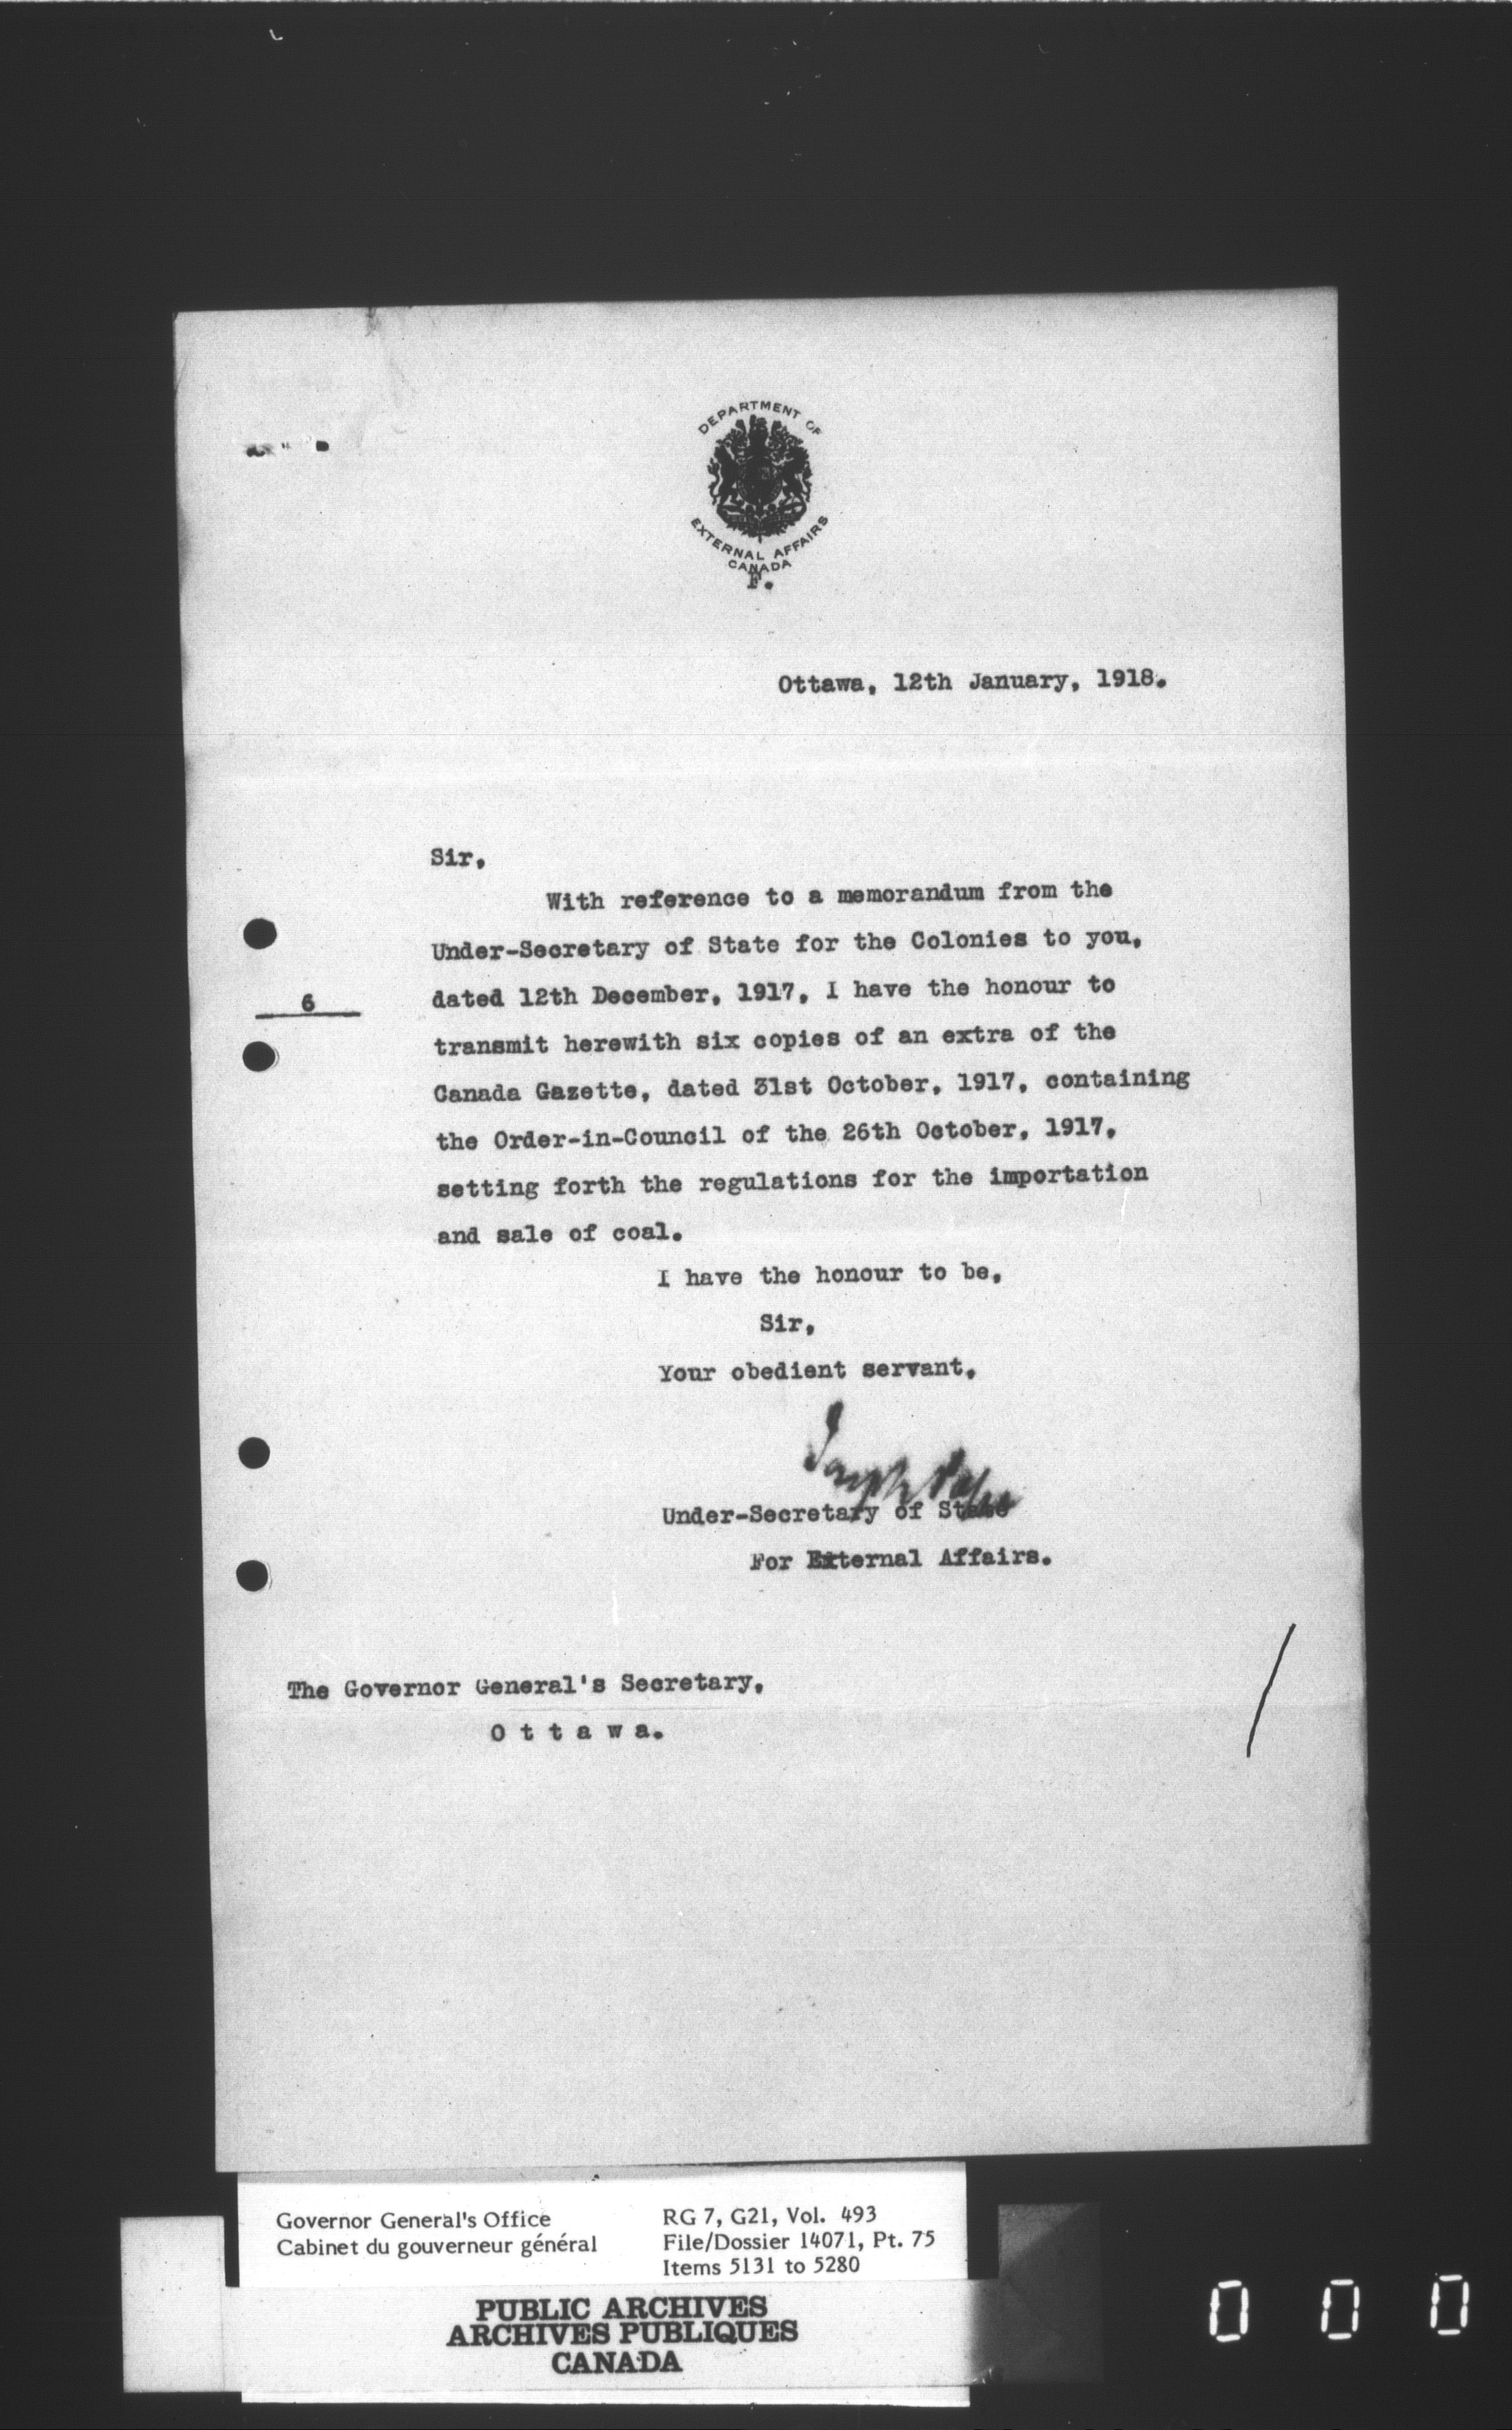 DEPARTMENT OF
EXTERNAL AFFAIRS
CANADA
F.
Ottawa, 12th January, 1918.
Sir,
With reference to a memorandum from the
Under-Secretary of State for the Colonies to you,
dated 12th December, 1917, I have the honour to
6
transmit herewith six copies of an extra of the
Canada Gazette, dated 31st October, 1917, containing
the Order-in-Council of the 26th October, 1917,
setting forth the regulations for the importation
and sale of coal.
I have the honour to be,
Sir,
Your obedient servant,
Joseph Pope
Under-Secretary of State
For External Affairs.
The Governor General's Secretary,
O t t a w a.
Governor General's Office
Cabinet du gouverneur général
RG 7, G21, Vol. 493
File/Dossier 14071, Pt. 75
Items 5131 to 5280
PUBLIC ARCHIVES
ARCHIVES PUBLIQUES
CANADA
0 0 0